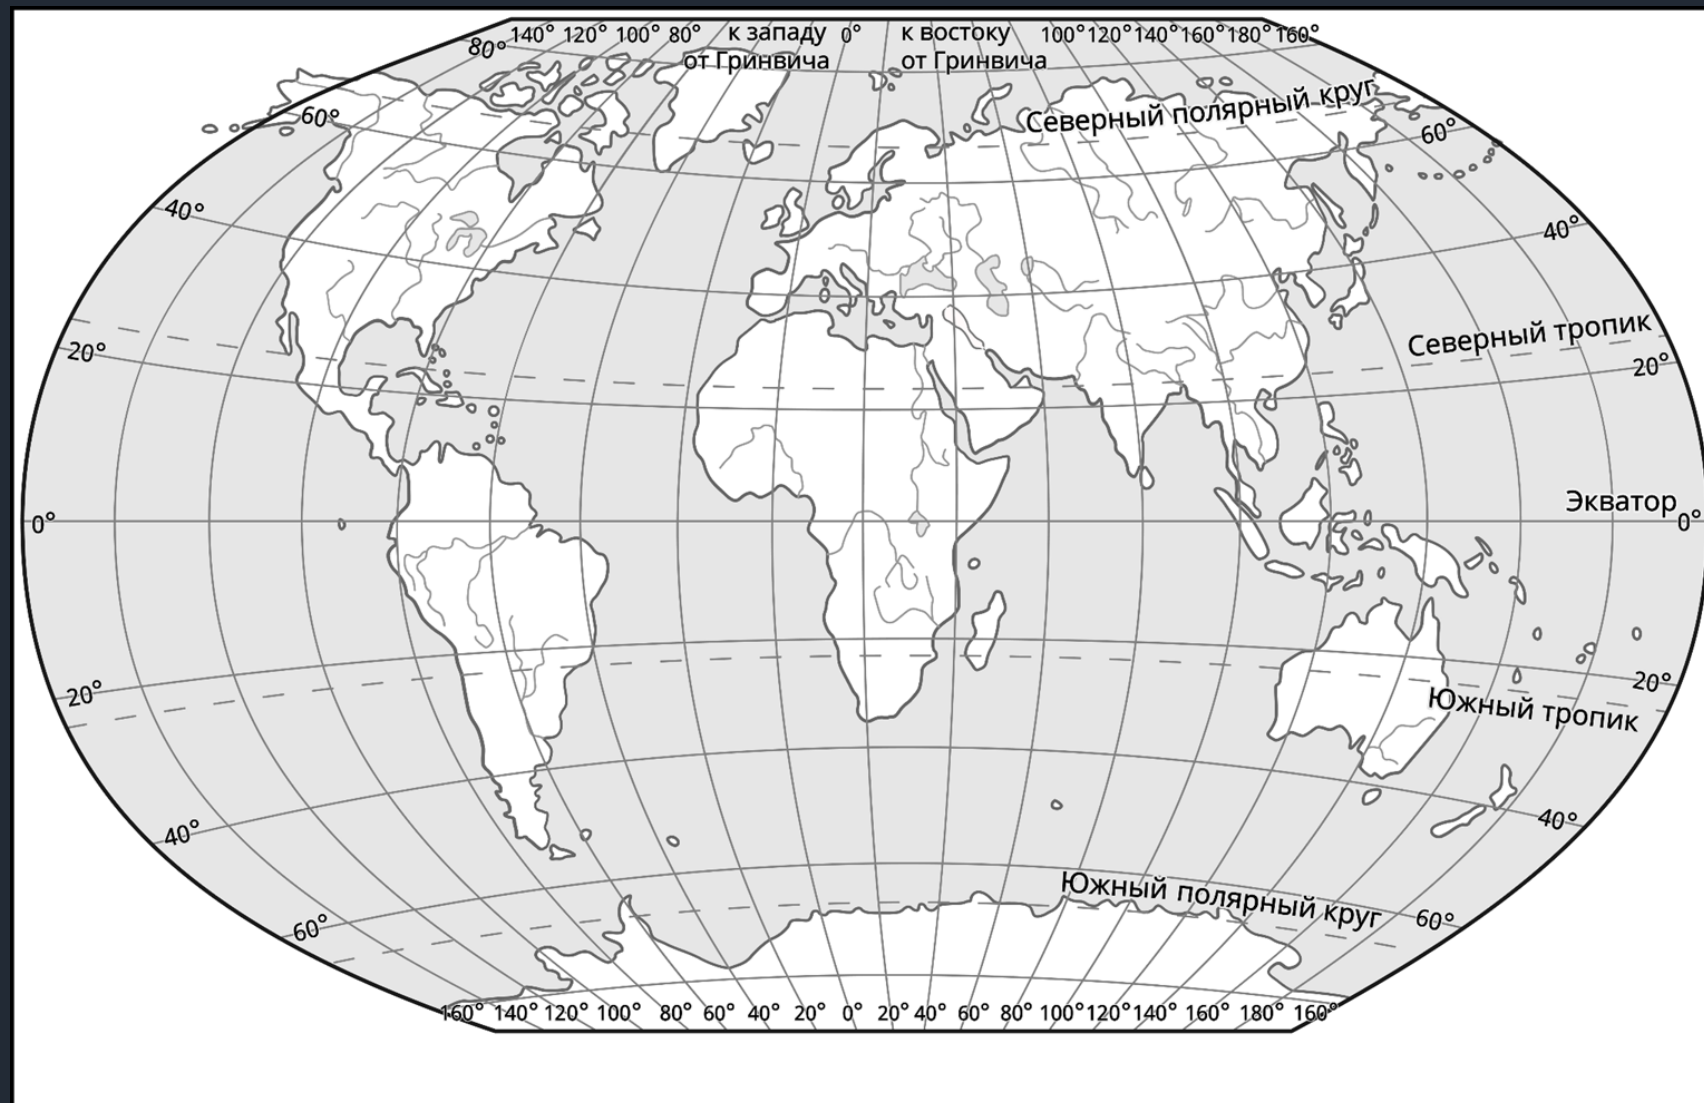 140° 120° 100° 80° к западу 0° к востоку 100° 120° 140° 160° 180° 160°
80°
от Гринвича от Гринвича
Северный полярный круг
60° 60°
40° 40°
Северный тропик
20° 20°
Экватор
0° 0°
20° 20°
Южный тропик
40° 40°
Южный полярный круг
60° 60°
160° 140° 120° 100° 80° 60° 40° 20° 0° 20° 40° 60° 80° 100° 120° 140° 160° 180° 160°